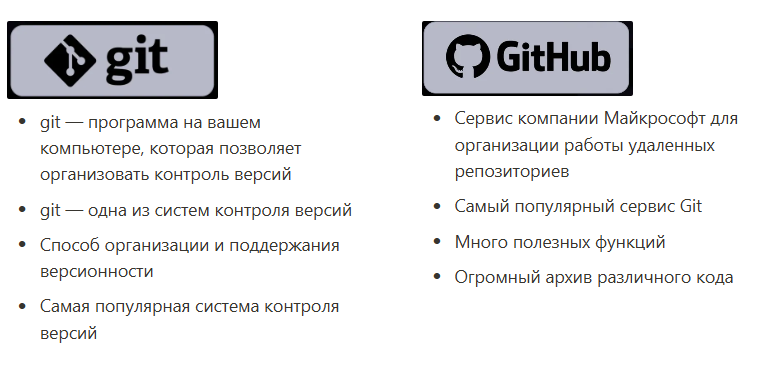 git
• git — программа на вашем
компьютере, которая позволяет
организовать контроль версий
• git — одна из систем контроля версий
• Способ организации и поддержания
версионности
• Самая популярная система контроля
версий
GitHub
• Сервис компании Майкрософт для
организации работы удаленных
репозиториев
• Самый популярный сервис Git
• Много полезных функций
• Огромный архив различного кода